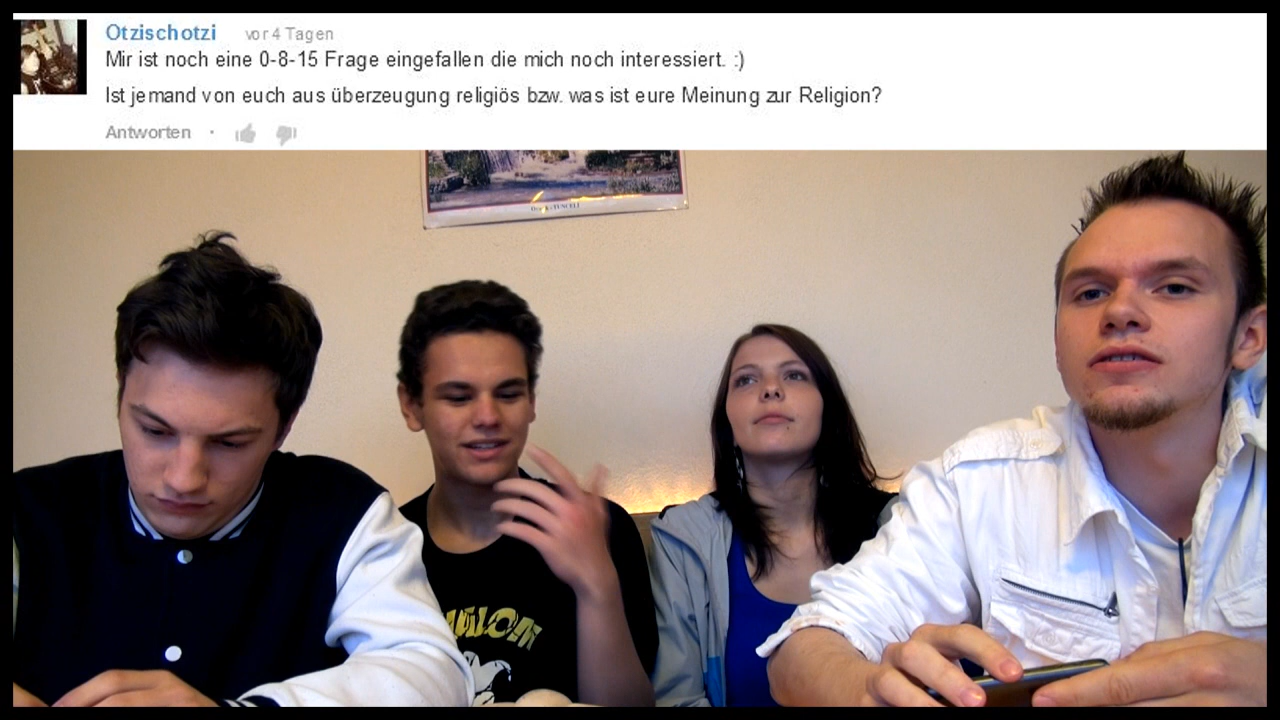 Otzischotzi vor 4 Tagen
Mir ist noch eine 0-8-15 Frage eingefallen die mich noch interessiert. :)
Ist jemand von euch aus überzeugung religiös bzw. was ist eure Meinung zur Religion?
Antworten ·